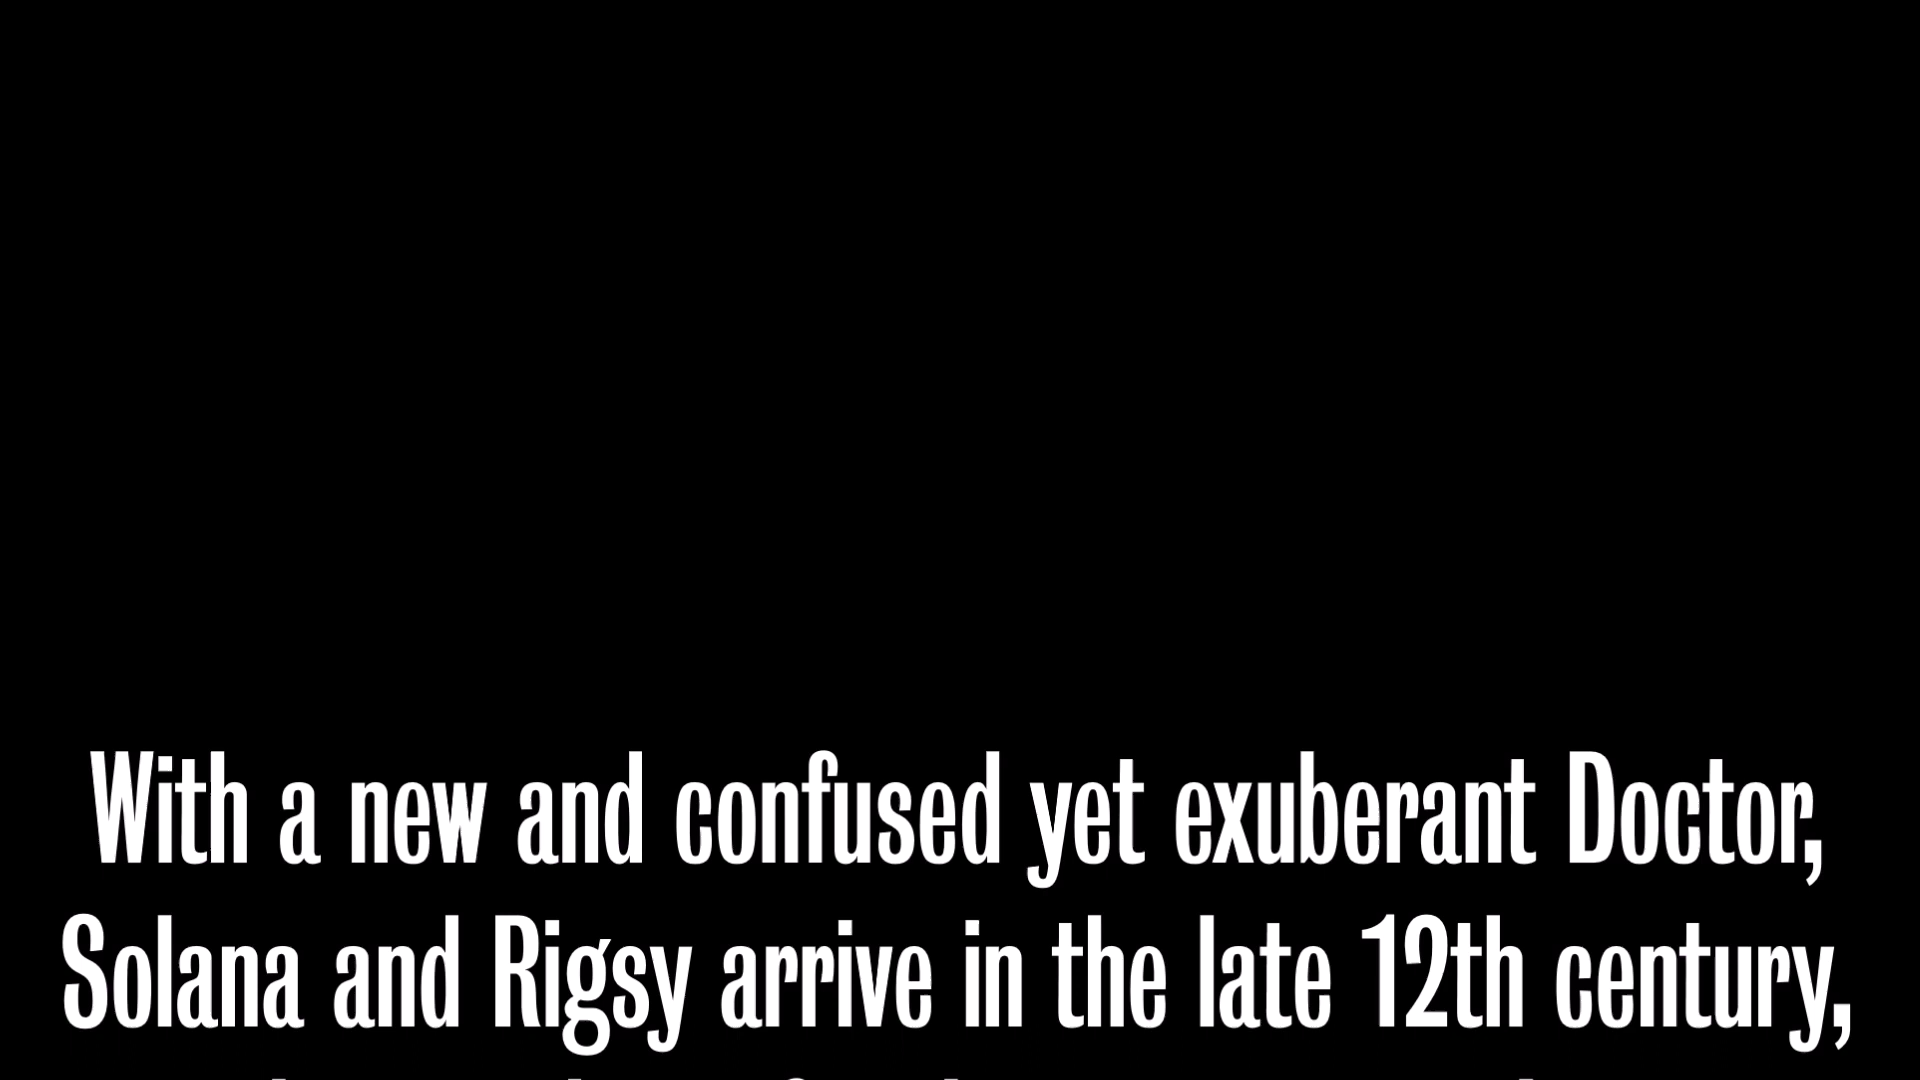 With a new and confused yet exuberant Doctor,
Solana and Rigsy arrive in the late 12th century,